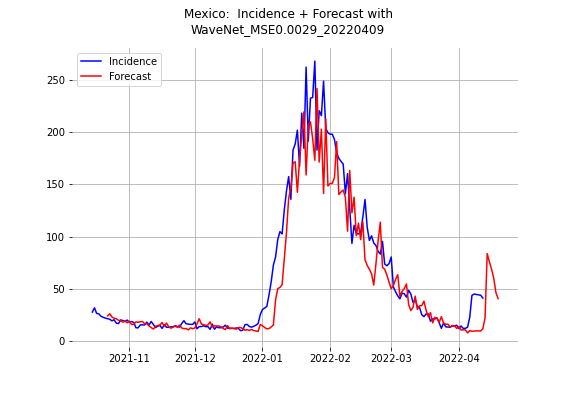 Mexico:  Incidence + Forecast with
WaveNet_MSE0.0029_20220409
Incidence
Forecast
250
200
150
100
50
0
2021-11 2021-12 2022-01 2022-02 2022-03 2022-04